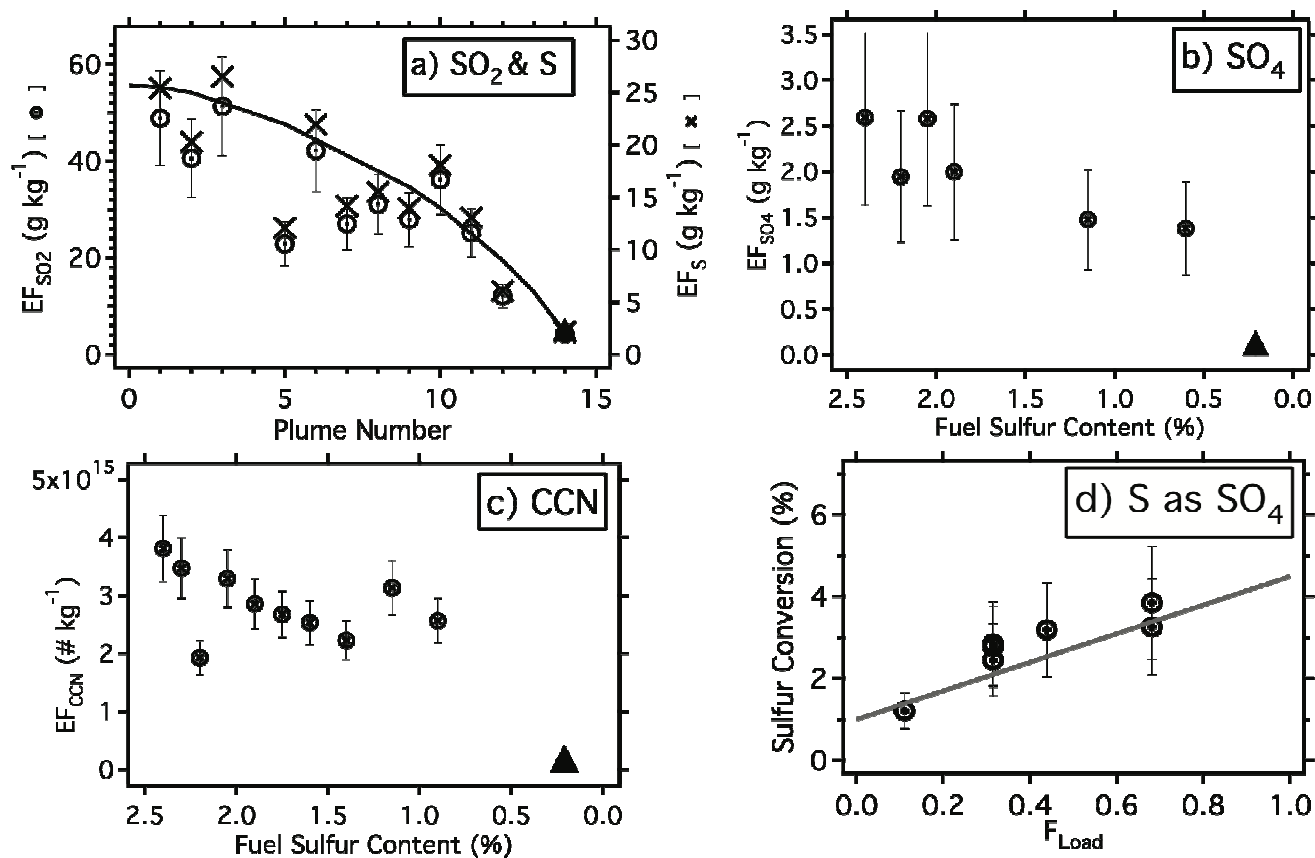 a) SO₂ & S
60
40
20
0
30
25
20
15
10
5
0
EF_SO2 (g kg⁻¹) [ ⊙ ]
EF_S (g kg⁻¹) [ × ]
0 5 10 15
Plume Number
b) SO₄
3.5
3.0
2.5
2.0
1.5
1.0
0.5
0.0
EF_SO4 (g kg⁻¹)
2.5 2.0 1.5 1.0 0.5 0.0
Fuel Sulfur Content (%)
c) CCN
5x10¹⁵
4
3
2
1
0
EF_CCN (# kg⁻¹)
2.5 2.0 1.5 1.0 0.5 0.0
Fuel Sulfur Content (%)
d) S as SO₄
6
4
2
0
Sulfur Conversion (%)
0.0 0.2 0.4 0.6 0.8 1.0
F_Load